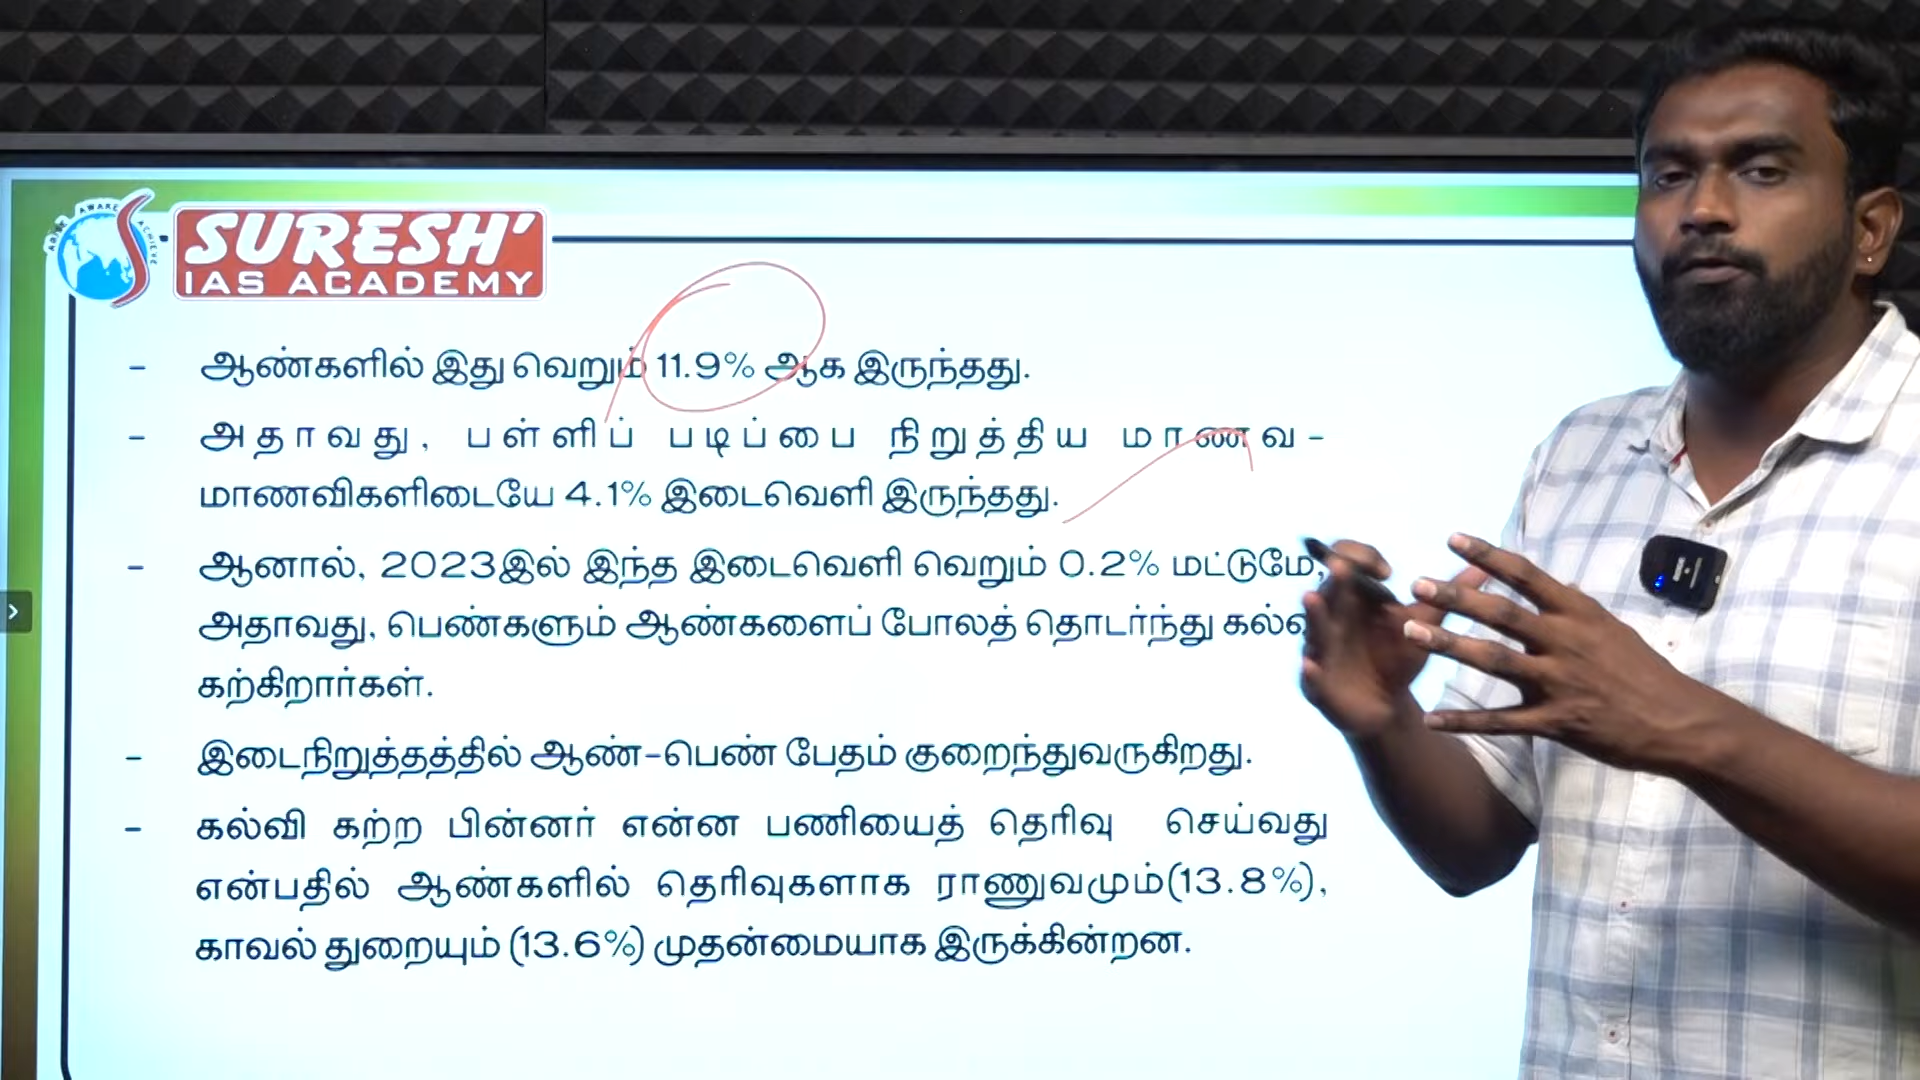 ARISE AWAKE ACHIEVE
SURESH'
IAS ACADEMY
- ஆண்களில் இது வெறும் 11.9% ஆக இருந்தது.
- அதாவது, பள்ளிப் படிப்பை நிறுத்திய மாணவ-
மாணவிகளிடையே 4.1% இடைவெளி இருந்தது.
- ஆனால், 2023இல் இந்த இடைவெளி வெறும் 0.2% மட்டுமே,
அதாவது, பெண்களும் ஆண்களைப் போலத் தொடர்ந்து
கற்கிறார்கள்.
- இடைநிறுத்தத்தில் ஆண்-பெண் பேதம் குறைந்துவருகிறது.
- கல்வி கற்ற பின்னர் என்ன பணியைத் தெரிவு செய்வது
என்பதில் ஆண்களில் தெரிவுகளாக ராணுவமும்(13.8%),
காவல் துறையும் (13.6%) முதன்மையாக இருக்கின்றன.